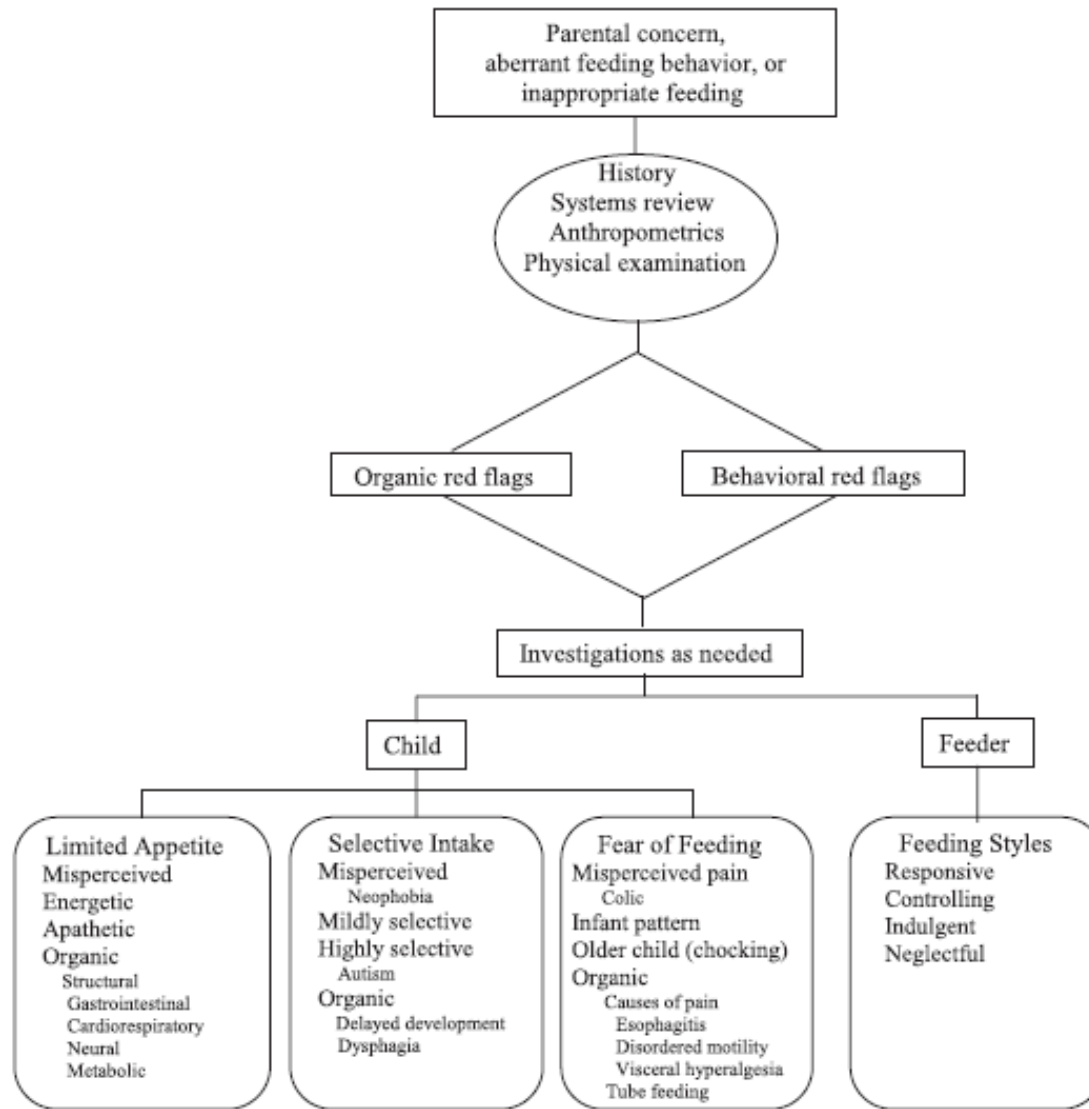 Parental concern,
aberrant feeding behavior, or
inappropriate feeding
History
Systems review
Anthropometrics
Physical examination
Organic red flags
Behavioral red flags
Investigations as needed
Child
Feeder
Limited Appetite
Misperceived
Energetic
Apathetic
Organic
Structural
Gastrointestinal
Cardiorespiratory
Neural
Metabolic
Selective Intake
Misperceived
Neophobia
Mildly selective
Highly selective
Autism
Organic
Delayed development
Dysphagia
Fear of Feeding
Misperceived pain
Colic
Infant pattern
Older child (chocking)
Organic
Causes of pain
Esophagitis
Disordered motility
Visceral hyperalgesia
Tube feeding
Feeding Styles
Responsive
Controlling
Indulgent
Neglectful